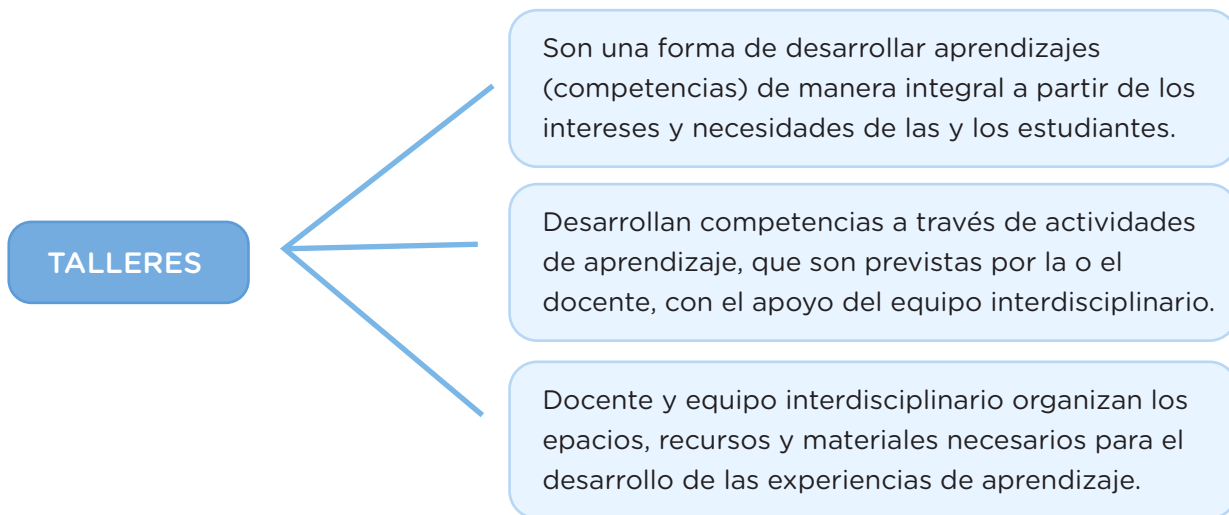 Son una forma de desarrollar aprendizajes
(competencias) de manera integral a partir de los
intereses y necesidades de las y los estudiantes.
TALLERES
Desarrollan competencias a través de actividades
de aprendizaje, que son previstas por la o el
docente, con el apoyo del equipo interdisciplinario.
Docente y equipo interdisciplinario organizan los
epacios, recursos y materiales necesarios para el
desarrollo de las experiencias de aprendizaje.